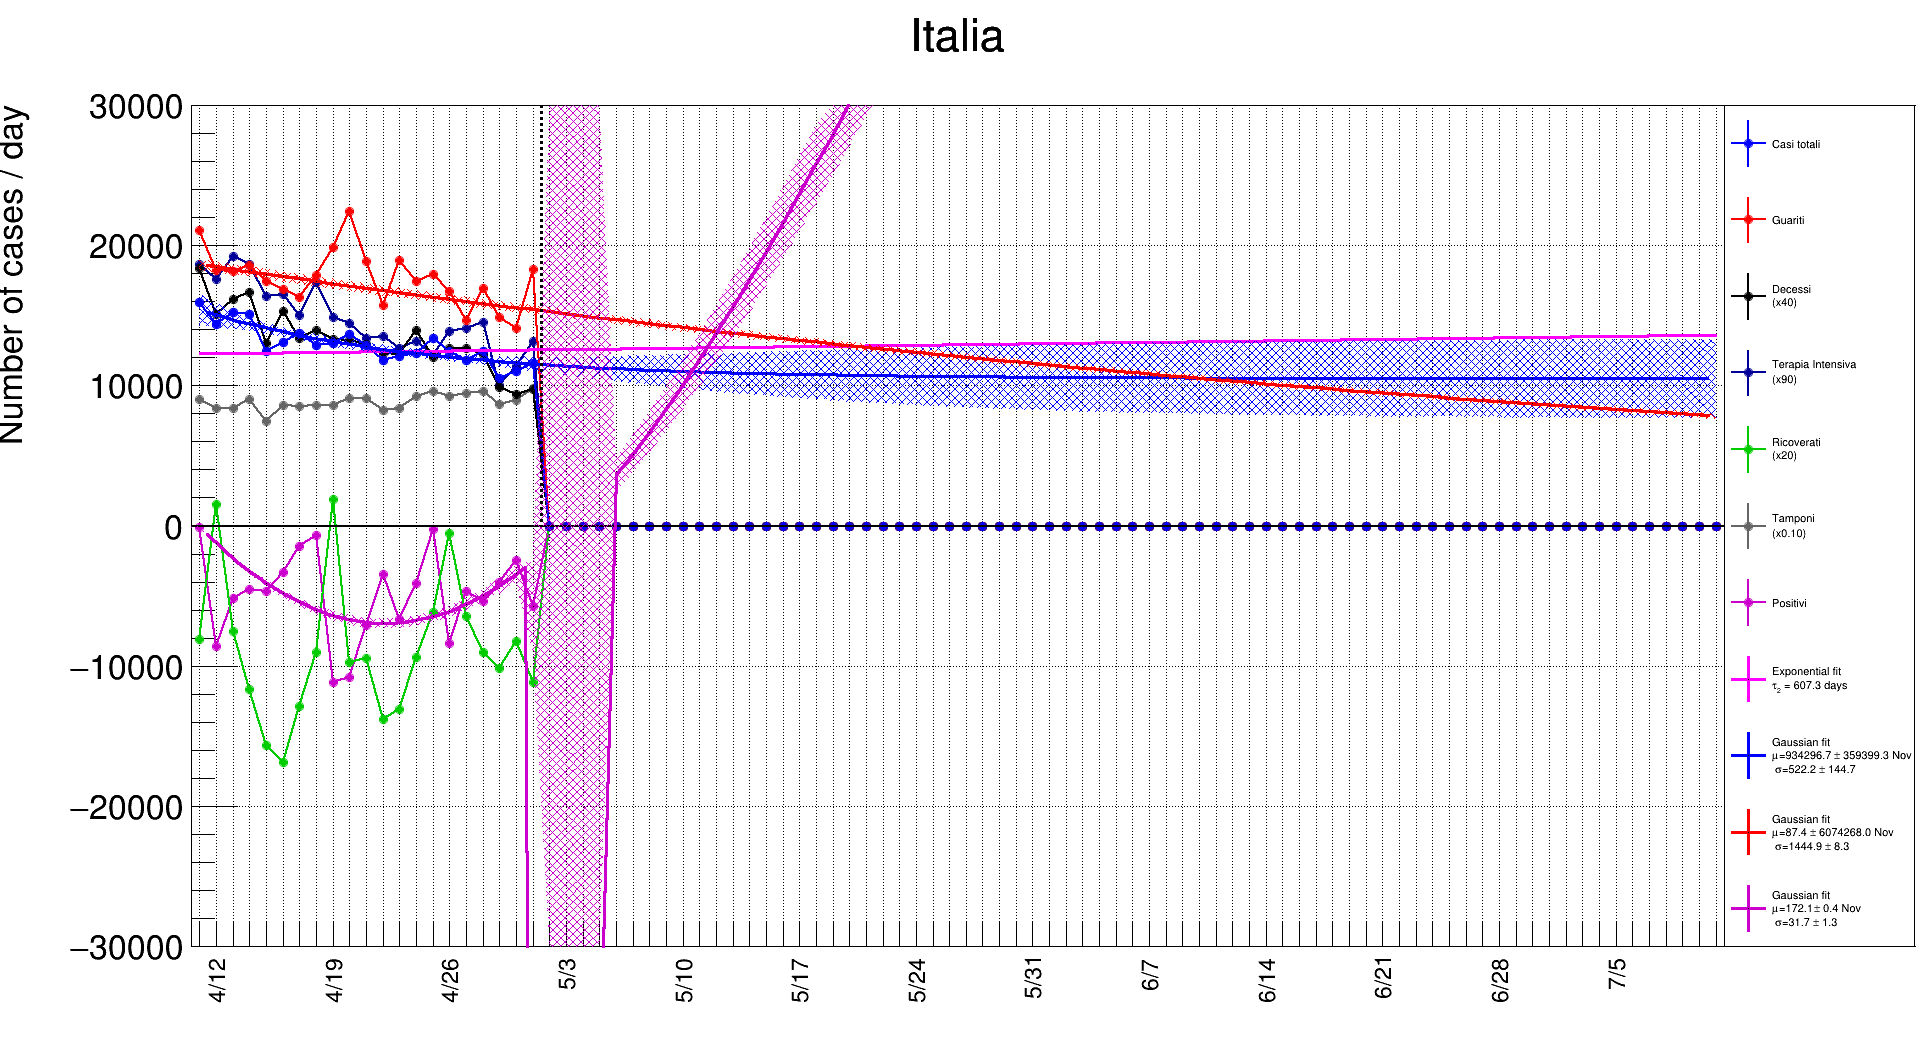 Italia
Number of cases / day
30000
20000
10000
0
−10000
−20000
−30000
4/12
4/19
4/26
5/3
5/10
5/17
5/24
5/31
6/7
6/14
6/21
6/28
7/5
Casi totali
Guariti
Decessi
(x40)
Terapia Intensiva
(x90)
Ricoverati
(x20)
Tamponi
(x0.10)
Positivi
Exponential fit
τ₂ = 607.3 days
Gaussian fit
μ=934296.7 ± 359399.3 Nov
σ=522.2 ± 144.7
Gaussian fit
μ=87.4 ± 6074268.0 Nov
σ=1444.9 ± 8.3
Gaussian fit
μ=172.1 ± 0.4 Nov
σ=31.7 ± 1.3